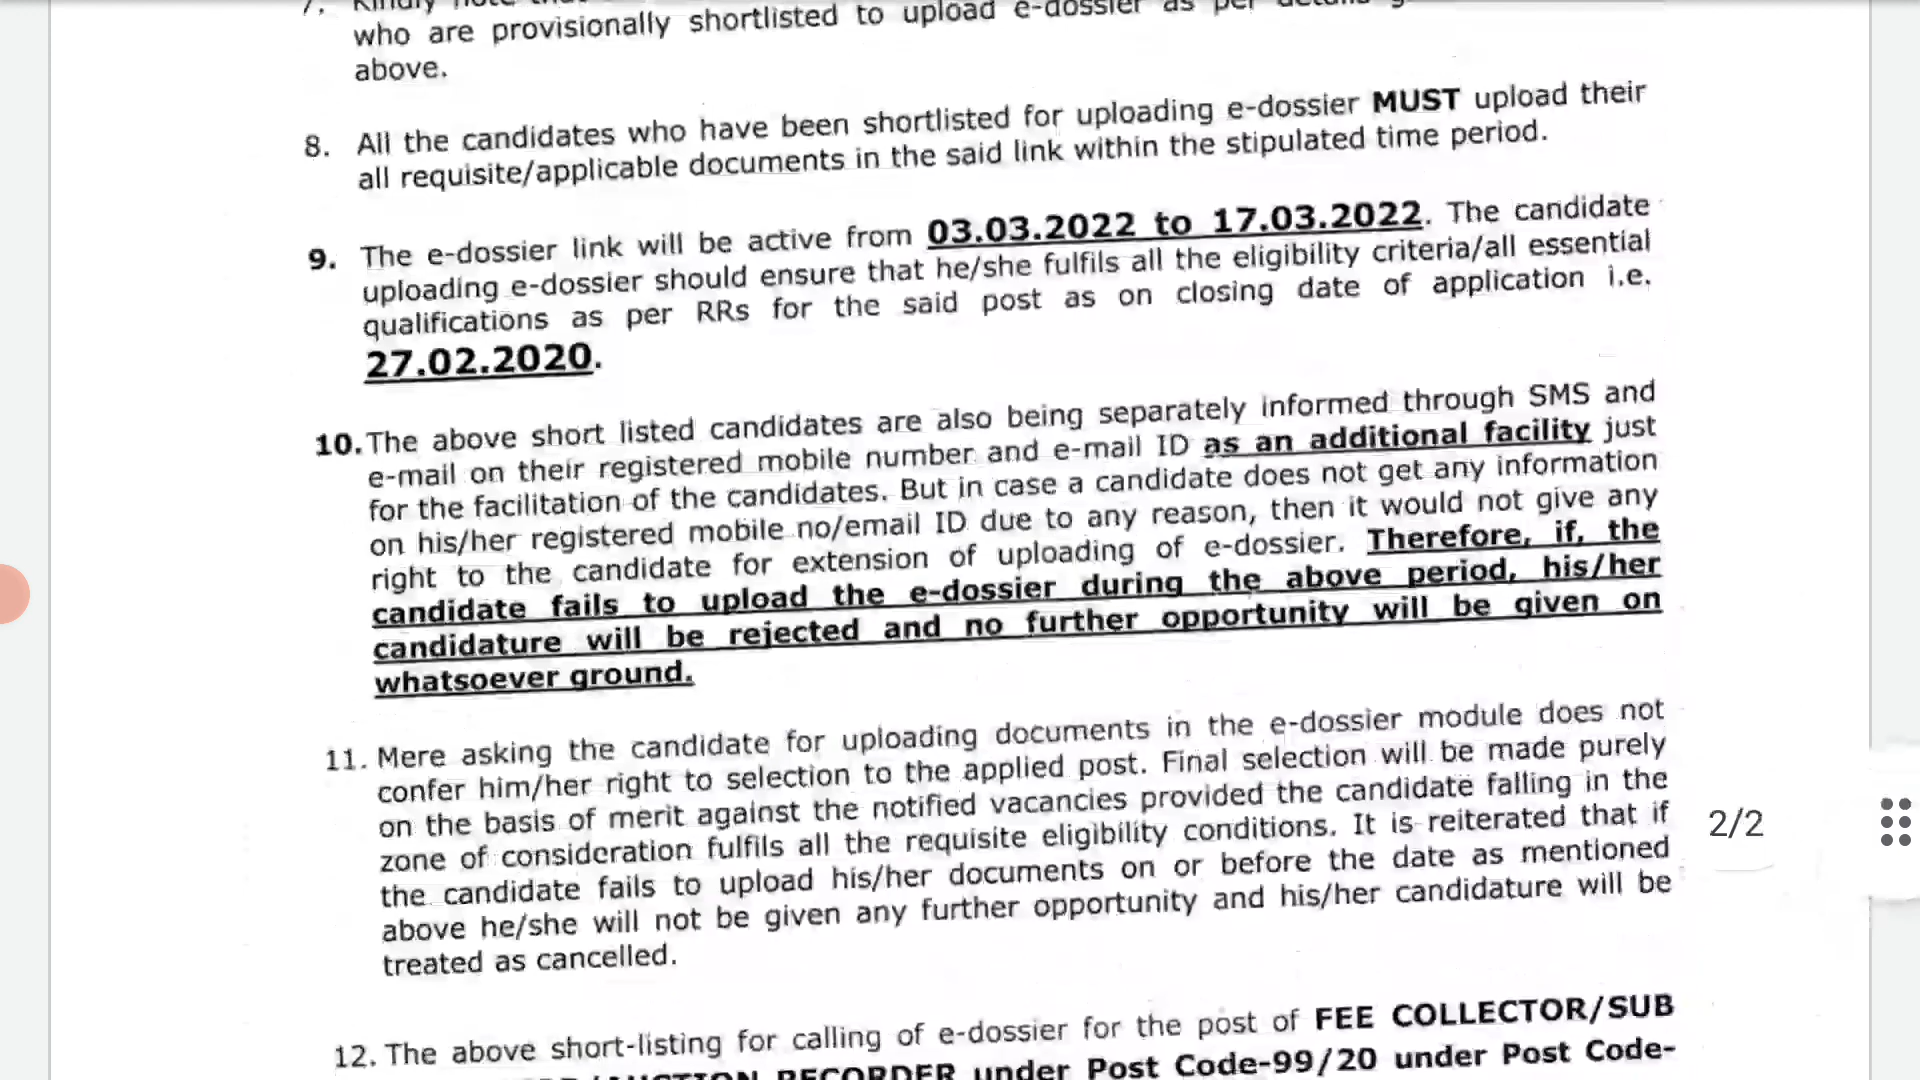 7. Kindly note that
who are provisionally shortlisted to upload e-dossier as per details
above.
8. All the candidates who have been shortlisted for uploading e-dossier MUST upload their
all requisite/applicable documents in the said link within the stipulated time period.
9. The e-dossier link will be active from 03.03.2022 to 17.03.2022. The candidate
uploading e-dossier should ensure that he/she fulfils all the eligibility criteria/all essential
qualifications as per RRs for the said post as on closing date of application i.e.
27.02.2020.
10. The above short listed candidates are also being separately informed through SMS and
e-mail on their registered mobile number and e-mail ID as an additional facility just
for the facilitation of the candidates. But in case a candidate does not get any information
on his/her registered mobile no/email ID due to any reason, then it would not give any
right to the candidate for extension of uploading of e-dossier. Therefore, if, the
candidate fails to upload the e-dossier during the above period, his/her
candidature will be rejected and no further opportunity will be given on
whatsoever ground.
11. Mere asking the candidate for uploading documents in the e-dossier module does not
confer him/her right to selection to the applied post. Final selection will be made purely
on the basis of merit against the notified vacancies provided the candidate falling in the
zone of consideration fulfils all the requisite eligibility conditions. It is reiterated that if
the candidate fails to upload his/her documents on or before the date as mentioned
above he/she will not be given any further opportunity and his/her candidature will be
treated as cancelled.
2/2
12. The above short-listing for calling of e-dossier for the post of FEE COLLECTOR/SUB
RECORDER under Post Code-99/20 under Post Code-